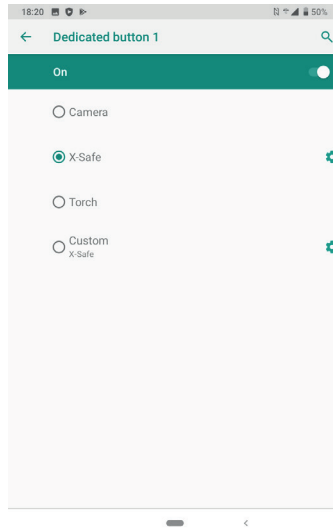 18:20 50%
Dedicated button 1
On
Camera
X-Safe
Torch
Custom
X-Safe